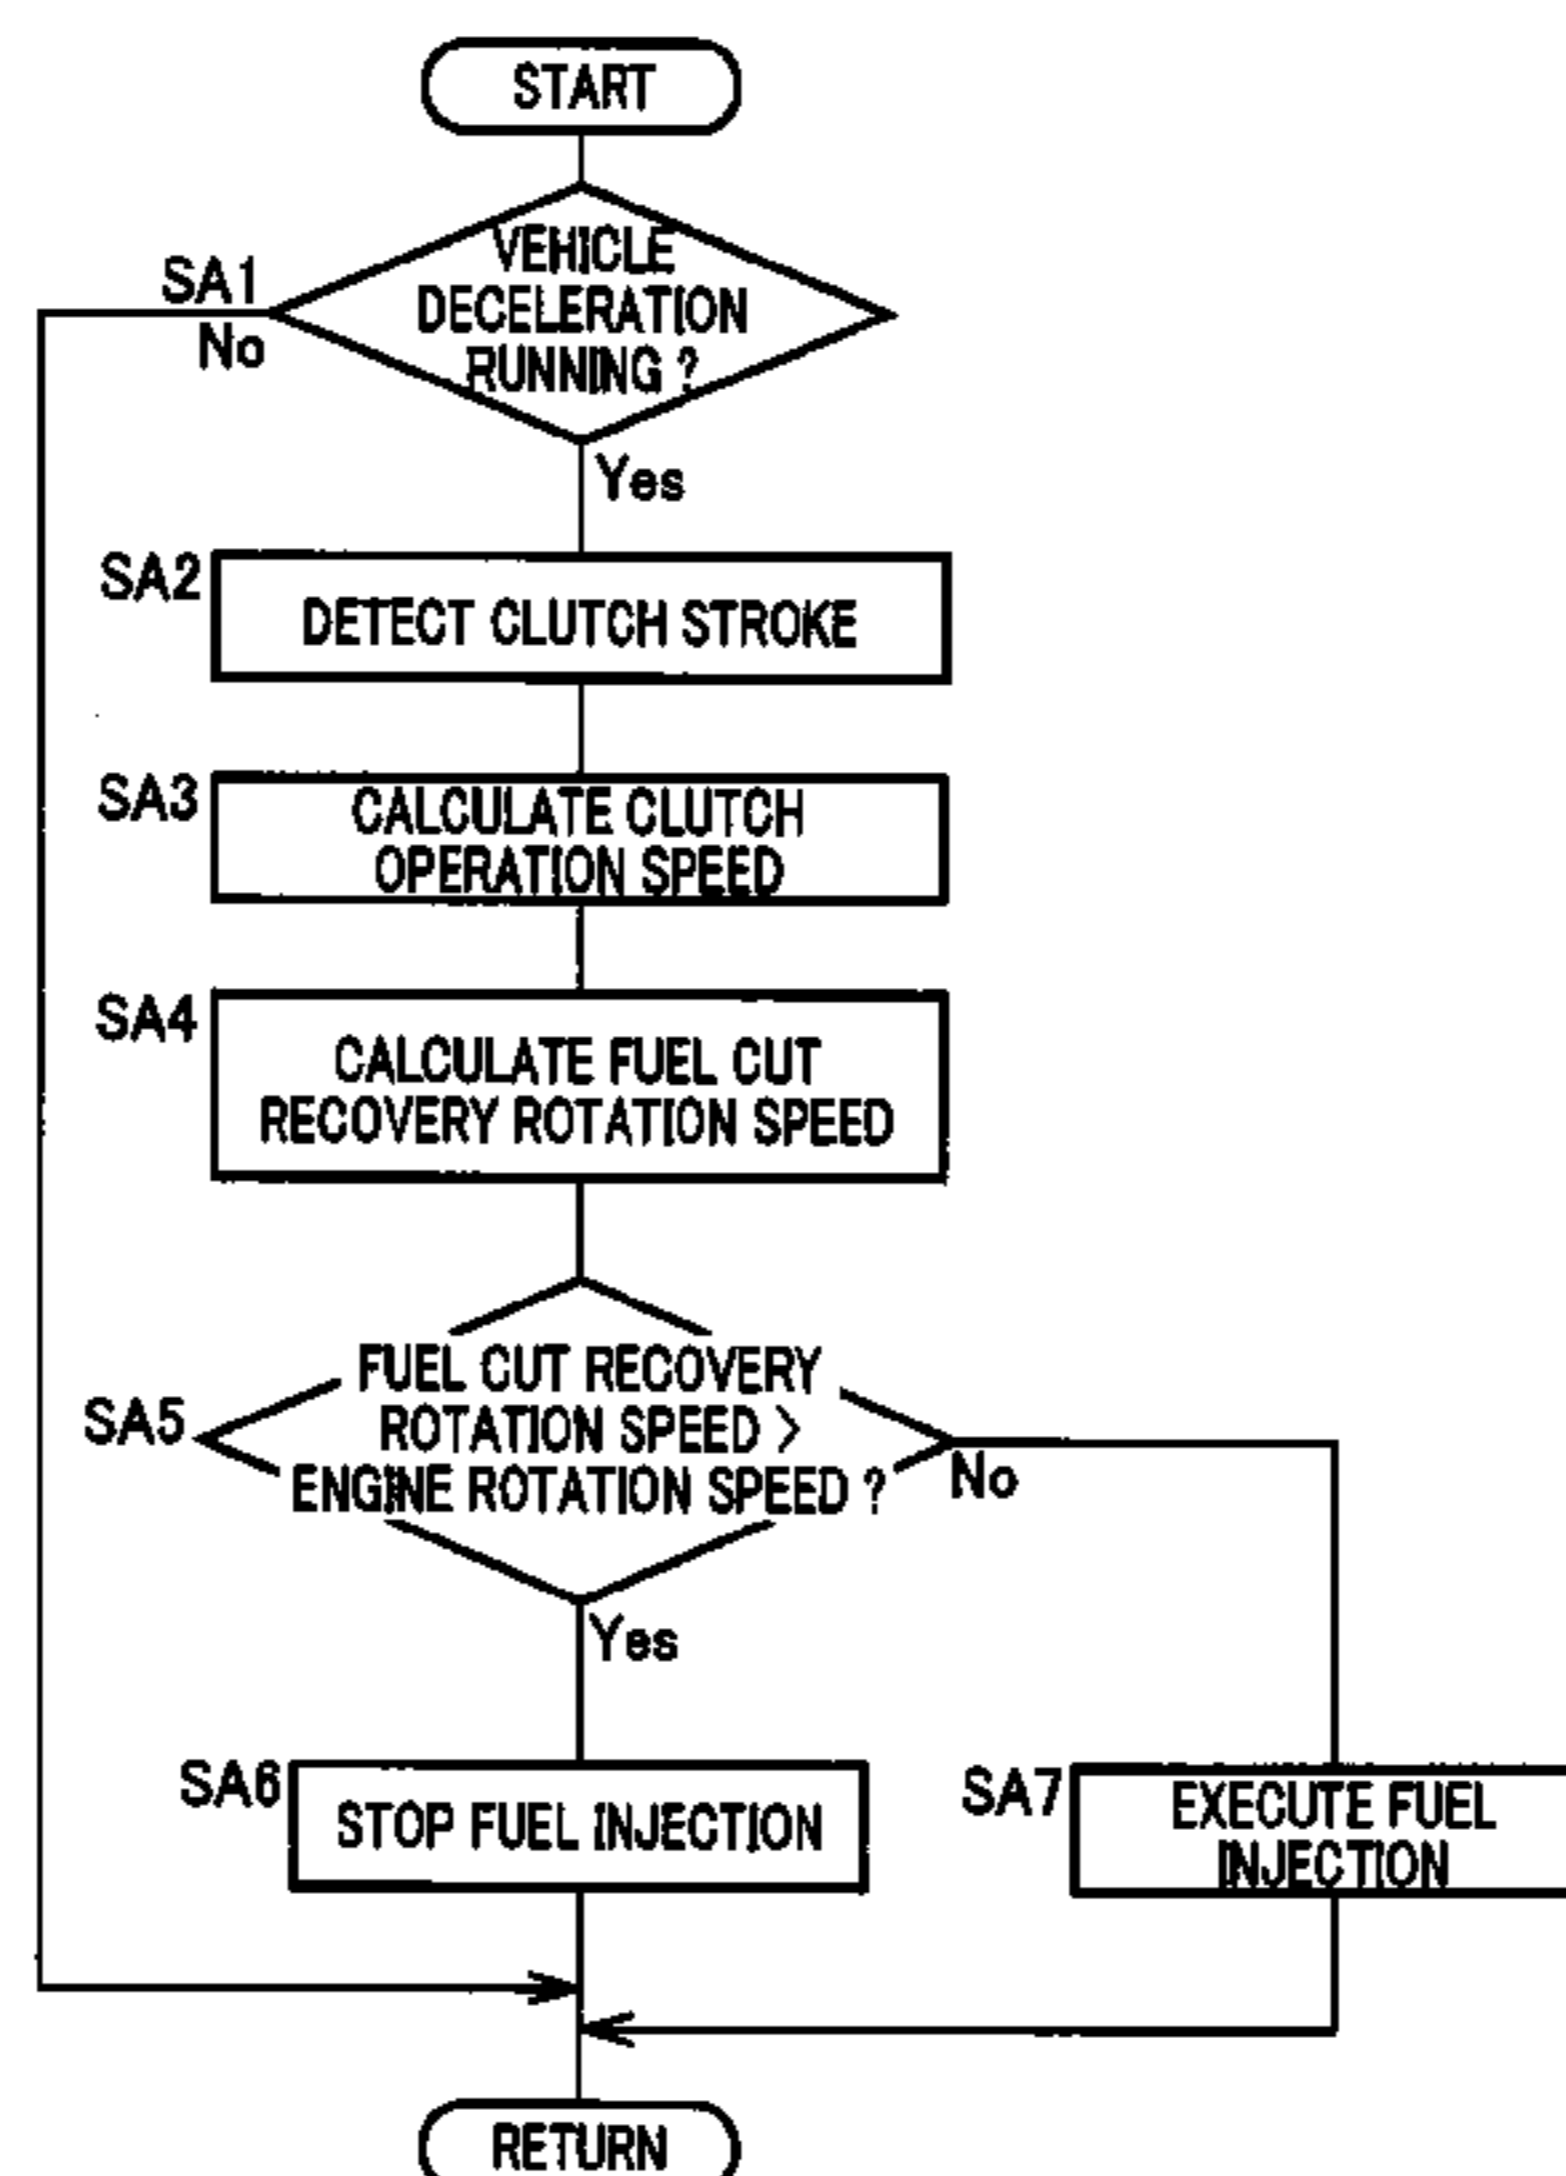 START
SA1
VEHICLE
DECELERATION
RUNNING ?
No
Yes
SA2
DETECT CLUTCH STROKE
SA3
CALCULATE CLUTCH
OPERATION SPEED
SA4
CALCULATE FUEL CUT
RECOVERY ROTATION SPEED
SA5
FUEL CUT RECOVERY
ROTATION SPEED >
ENGINE ROTATION SPEED ?
No
Yes
SA6
STOP FUEL INJECTION
SA7
EXECUTE FUEL
INJECTION
RETURN